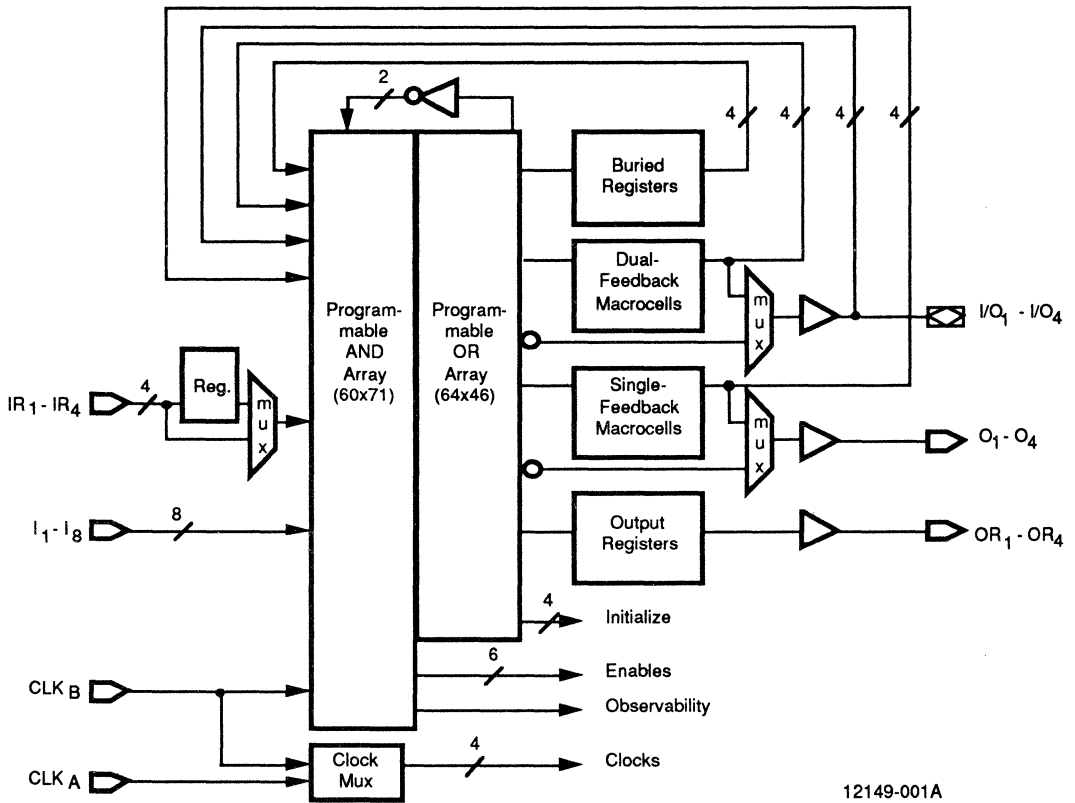 2
4
4
4
4
Buried
Registers
Dual-
Feedback
Macrocells
mux
I/O1 - I/O4
Program-
mable
AND
Array
(60x71)
Program-
mable
OR
Array
(64x46)
IR1 - IR4
4
Reg.
mux
Single-
Feedback
Macrocells
mux
O1 - O4
I1 - I8
8
Output
Registers
OR1 - OR4
4
Initialize
6
Enables
CLK B
Observability
Clock
Mux
4
Clocks
CLK A
12149-001A